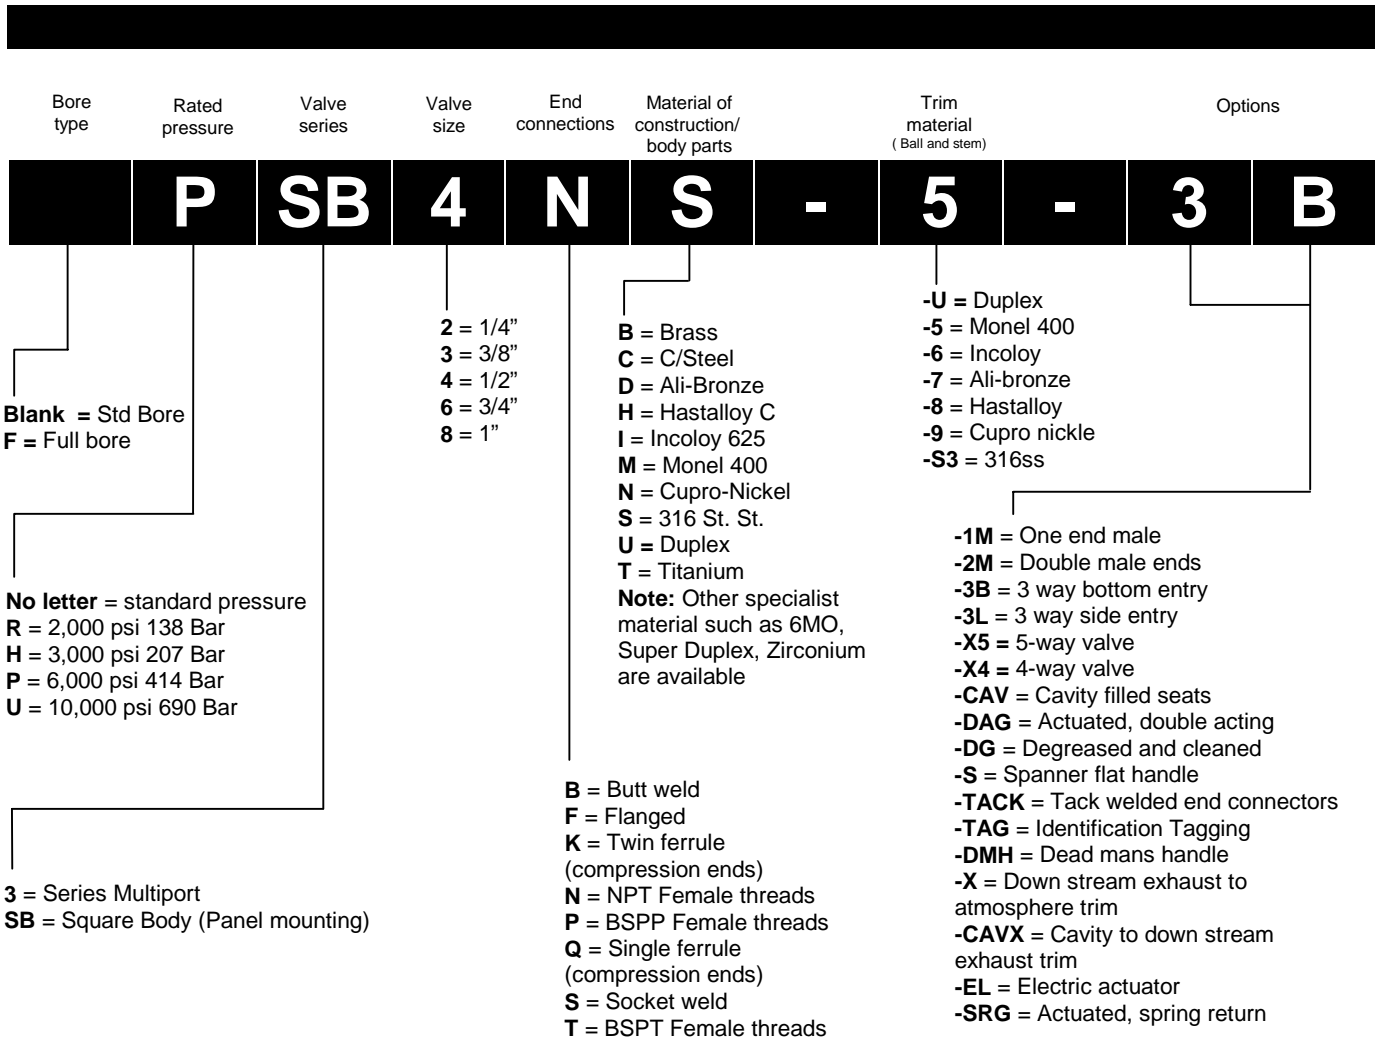 Bore
type
Rated
pressure
Valve
series
Valve
size
End
connections
Material of
construction/
body parts
Trim
material
( Ball and stem)
Options
P SB 4 N S - 5 - 3 B
Blank = Std Bore
F = Full bore
No letter = standard pressure
R = 2,000 psi 138 Bar
H = 3,000 psi 207 Bar
P = 6,000 psi 414 Bar
U = 10,000 psi 690 Bar
3 = Series Multiport
SB = Square Body (Panel mounting)
2 = 1/4”
3 = 3/8”
4 = 1/2”
6 = 3/4”
8 = 1”
B = Butt weld
F = Flanged
K = Twin ferrule
(compression ends)
N = NPT Female threads
P = BSPP Female threads
Q = Single ferrule
(compression ends)
S = Socket weld
T = BSPT Female threads
B = Brass
C = C/Steel
D = Ali-Bronze
H = Hastalloy C
I = Incoloy 625
M = Monel 400
N = Cupro-Nickel
S = 316 St. St.
U = Duplex
T = Titanium
Note: Other specialist
material such as 6MO,
Super Duplex, Zirconium
are available
-U = Duplex
-5 = Monel 400
-6 = Incoloy
-7 = Ali-bronze
-8 = Hastalloy
-9 = Cupro nickle
-S3 = 316ss
-1M = One end male
-2M = Double male ends
-3B = 3 way bottom entry
-3L = 3 way side entry
-X5 = 5-way valve
-X4 = 4-way valve
-CAV = Cavity filled seats
-DAG = Actuated, double acting
-DG = Degreased and cleaned
-S = Spanner flat handle
-TACK = Tack welded end connectors
-TAG = Identification Tagging
-DMH = Dead mans handle
-X = Down stream exhaust to
atmosphere trim
-CAVX = Cavity to down stream
exhaust trim
-EL = Electric actuator
-SRG = Actuated, spring return